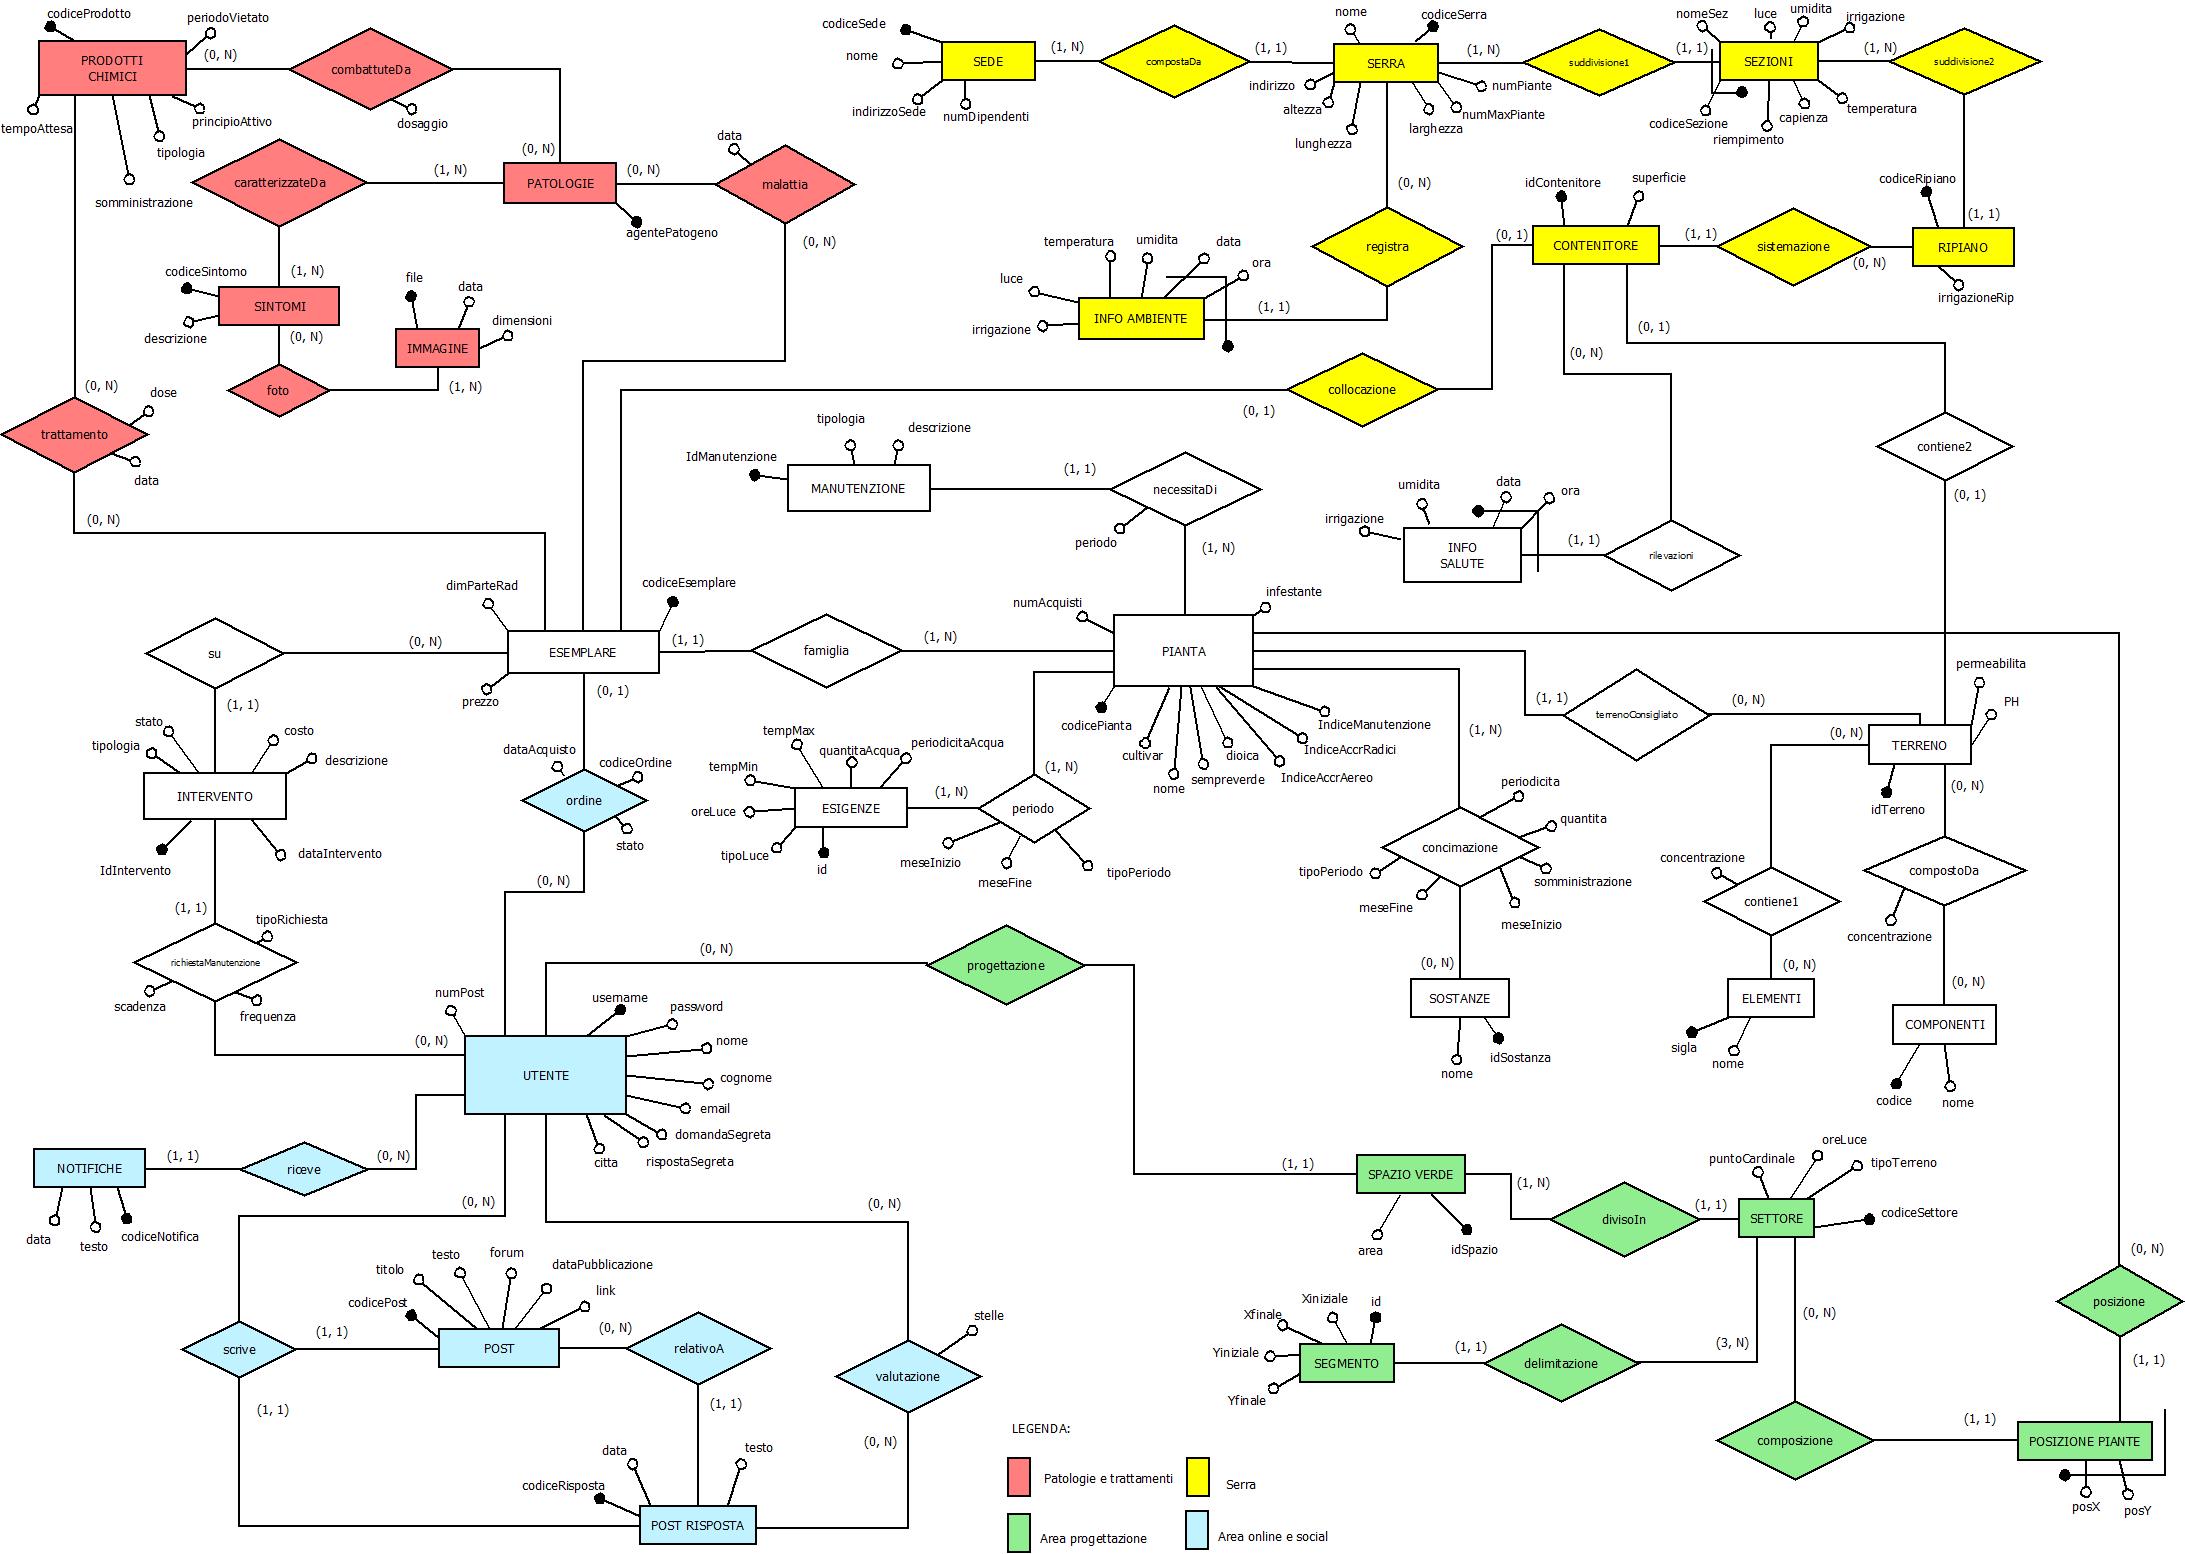 codiceProdotto
periodoVietato
PRODOTTI
CHIMICI
(0, N)
combattuteDa
dosaggio
tempoAttesa
principioAttivo
tipologia
somministrazione
caratterizzateDa
(1, N)
(0, N)
PATOLOGIE
(0, N)
agentePatogeno
data
malattia
(0, N)
codiceSintomo
(1, N)
SINTOMI
descrizione
(0, N)
file
data
dimensioni
IMMAGINE
foto
(1, N)
(0, N)
dose
trattamento
data
(0, N)
codiceSede
nome
SEDE
indirizzoSede
numDipendenti
(1, N)
compostaDa
(1, 1)
nome
codiceSerra
SERRA
(1, N)
indirizzo
altezza
lunghezza
larghezza
numMaxPiante
numPiante
suddivisione1
(1, 1)
nomeSez
luce
umidita
irrigazione
SEZIONI
(1, N)
suddivisione2
codiceSezione
riempimento
capienza
temperatura
(0, N)
registra
temperatura
umidita
data
ora
luce
irrigazione
INFO AMBIENTE
(1, 1)
idContenitore
superficie
(0, 1)
CONTENITORE
(1, 1)
sistemazione
(0, N)
codiceRipiano
(1, 1)
RIPIANO
irrigazioneRip
(0, 1)
(0, N)
collocazione
(0, 1)
contiene2
(0, 1)
IdManutenzione
tipologia
descrizione
MANUTENZIONE
(1, 1)
necessitaDi
periodo
(1, N)
umidita
data
ora
irrigazione
INFO
SALUTE
(1, 1)
rilevazioni
su
(0, N)
dimParteRad
codiceEsemplare
ESEMPLARE
prezzo
(1, 1)
famiglia
(1, N)
(0, 1)
numAcquisti
infestante
PIANTA
codicePianta
cultivar
nome
sempreverde
dioica
IndiceAccrAereo
IndiceAccrRadici
IndiceManutenzione
(1, 1)
terrenoConsigliato
(0, N)
permeabilita
PH
(0, N)
TERRENO
idTerreno
(0, N)
(1, 1)
stato
tipologia
costo
descrizione
INTERVENTO
IdIntervento
dataIntervento
(1, 1)
tipoRichiesta
richiestaManutenzione
scadenza
frequenza
(0, N)
dataAcquisto
codiceOrdine
ordine
stato
(0, N)
tempMax
quantitaAcqua
periodicitaAcqua
tempMin
oreLuce
tipoLuce
ESIGENZE
id
(1, N)
(1, N)
periodo
meseInizio
meseFine
tipoPeriodo
(1, N)
periodicita
quantita
concimazione
somministrazione
tipoPeriodo
meseFine
meseInizio
(0, N)
SOSTANZE
nome
idSostanza
concentrazione
contiene1
(0, N)
ELEMENTI
sigla
nome
compostoDa
concentrazione
(0, N)
COMPONENTI
codice
nome
(0, N)
progettazione
numPost
username
password
nome
cognome
email
domandaSegreta
rispostaSegreta
citta
UTENTE
NOTIFICHE
(1, 1)
riceve
(0, N)
data
testo
codiceNotifica
(0, N)
(0, N)
(1, 1)
SPAZIO VERDE
area
idSpazio
(1, N)
divisoIn
(1, 1)
puntoCardinale
oreLuce
tipoTerreno
SETTORE
codiceSettore
titolo
testo
forum
dataPubblicazione
link
codicePost
scrive
(1, 1)
POST
(0, N)
relativoA
(1, 1)
(1, 1)
stelle
valutazione
(0, N)
data
testo
codiceRisposta
POST RISPOSTA
Xfinale
Xiniziale
id
Yiniziale
Yfinale
SEGMENTO
(1, 1)
delimitazione
(3, N)
(0, N)
composizione
(1, 1)
(0, N)
posizione
(1, 1)
POSIZIONE PIANTE
posX
posY
LEGENDA:
Patologie e trattamenti
Serra
Area progettazione
Area online e social